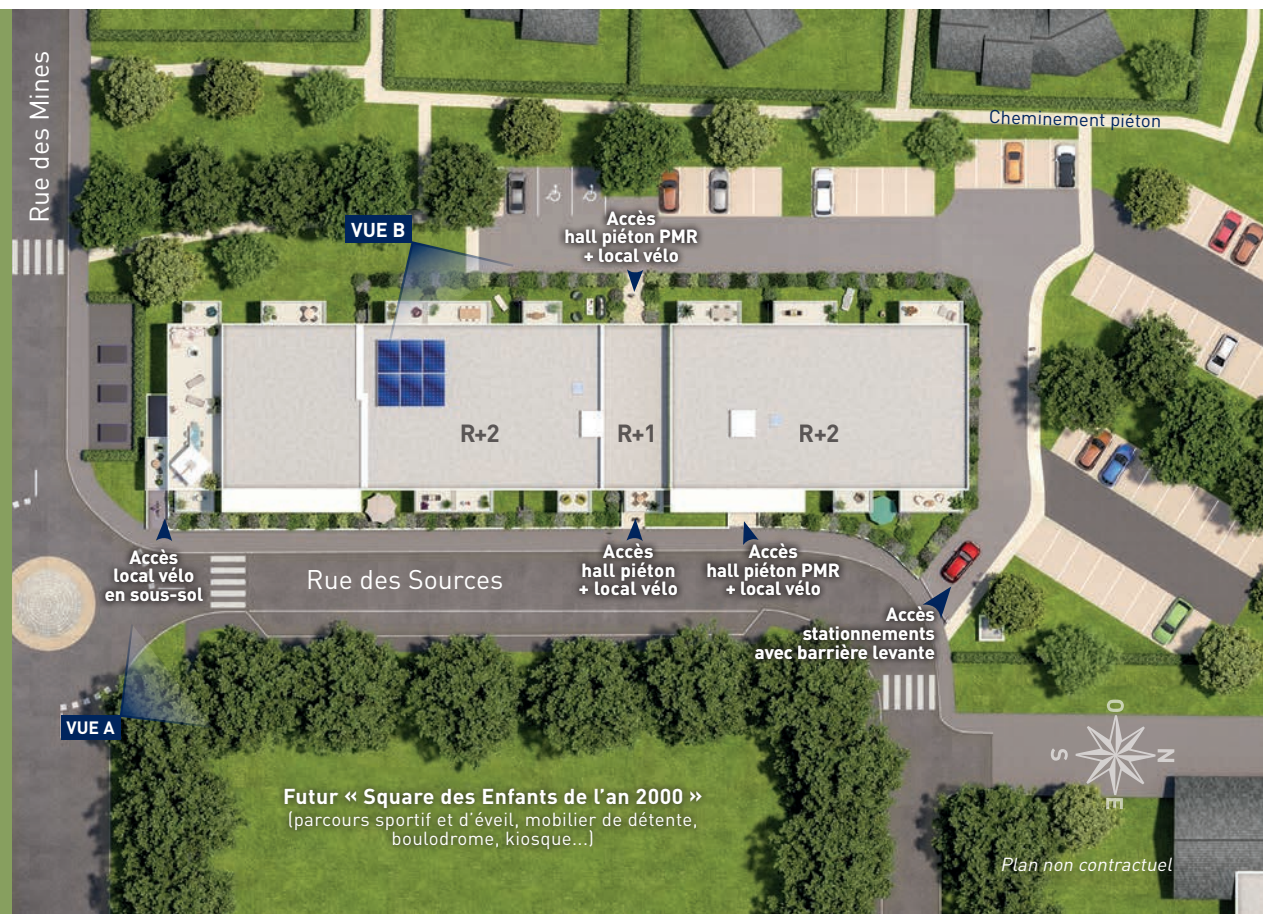 Rue des Mines
Cheminement piéton
VUE B
Accès
hall piéton PMR
+ local vélo
R+2
R+1
R+2
Accès
local vélo
en sous-sol
Rue des Sources
Accès
hall piéton
+ local vélo
Accès
hall piéton PMR
+ local vélo
Accès
stationnements
avec barrière levante
VUE A
O
S
N
E
Futur « Square des Enfants de l’an 2000 »
(parcours sportif et d’éveil, mobilier de détente,
boulodrome, kiosque...)
Plan non contractuel